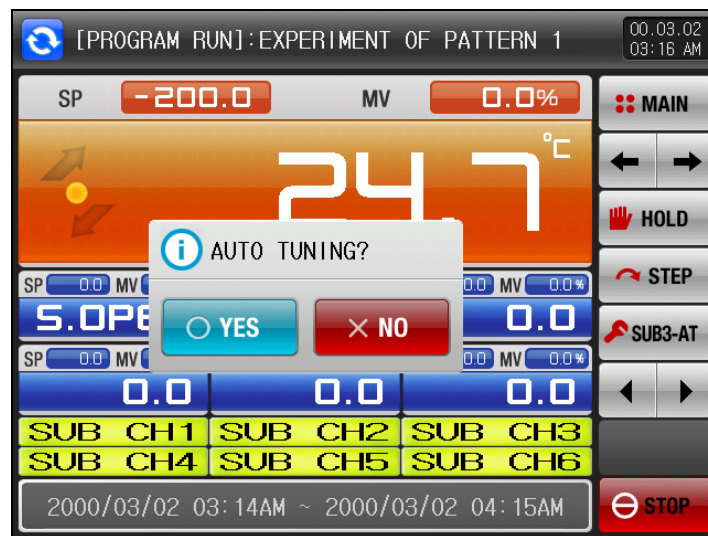 [PROGRAM RUN]:EXPERIMENT OF PATTERN 1
00.03.02
03:16 AM
SP -200.0 MV 0.0%
24.7 °C
AUTO TUNING?
YES NO
SP 0.0 MV 0.0 MV 0.0%
S.OPE 0.0
SP 0.0 MV 0.0 MV 0.0%
0.0 0.0 0.0
SUB CH1 SUB CH2 SUB CH3
SUB CH4 SUB CH5 SUB CH6
2000/03/02 03:14AM ~ 2000/03/02 04:15AM
MAIN
HOLD
STEP
SUB3-AT
STOP